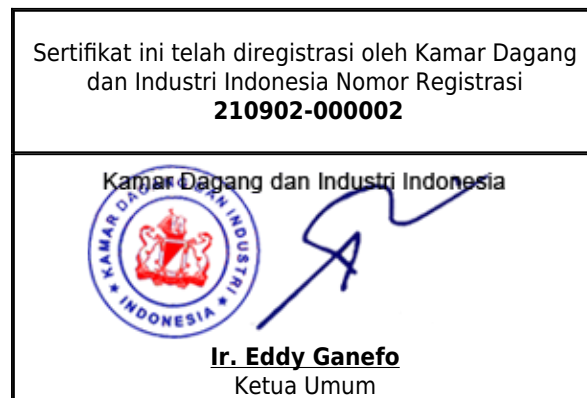 Sertifikat ini telah diregistrasi oleh Kamar Dagang
dan Industri Indonesia Nomor Registrasi
210902-000002
Kamar Dagang dan Industri Indonesia
KAMAR DAGANG DAN INDUSTRI
INDONESIA
Ir. Eddy Ganefo
Ketua Umum